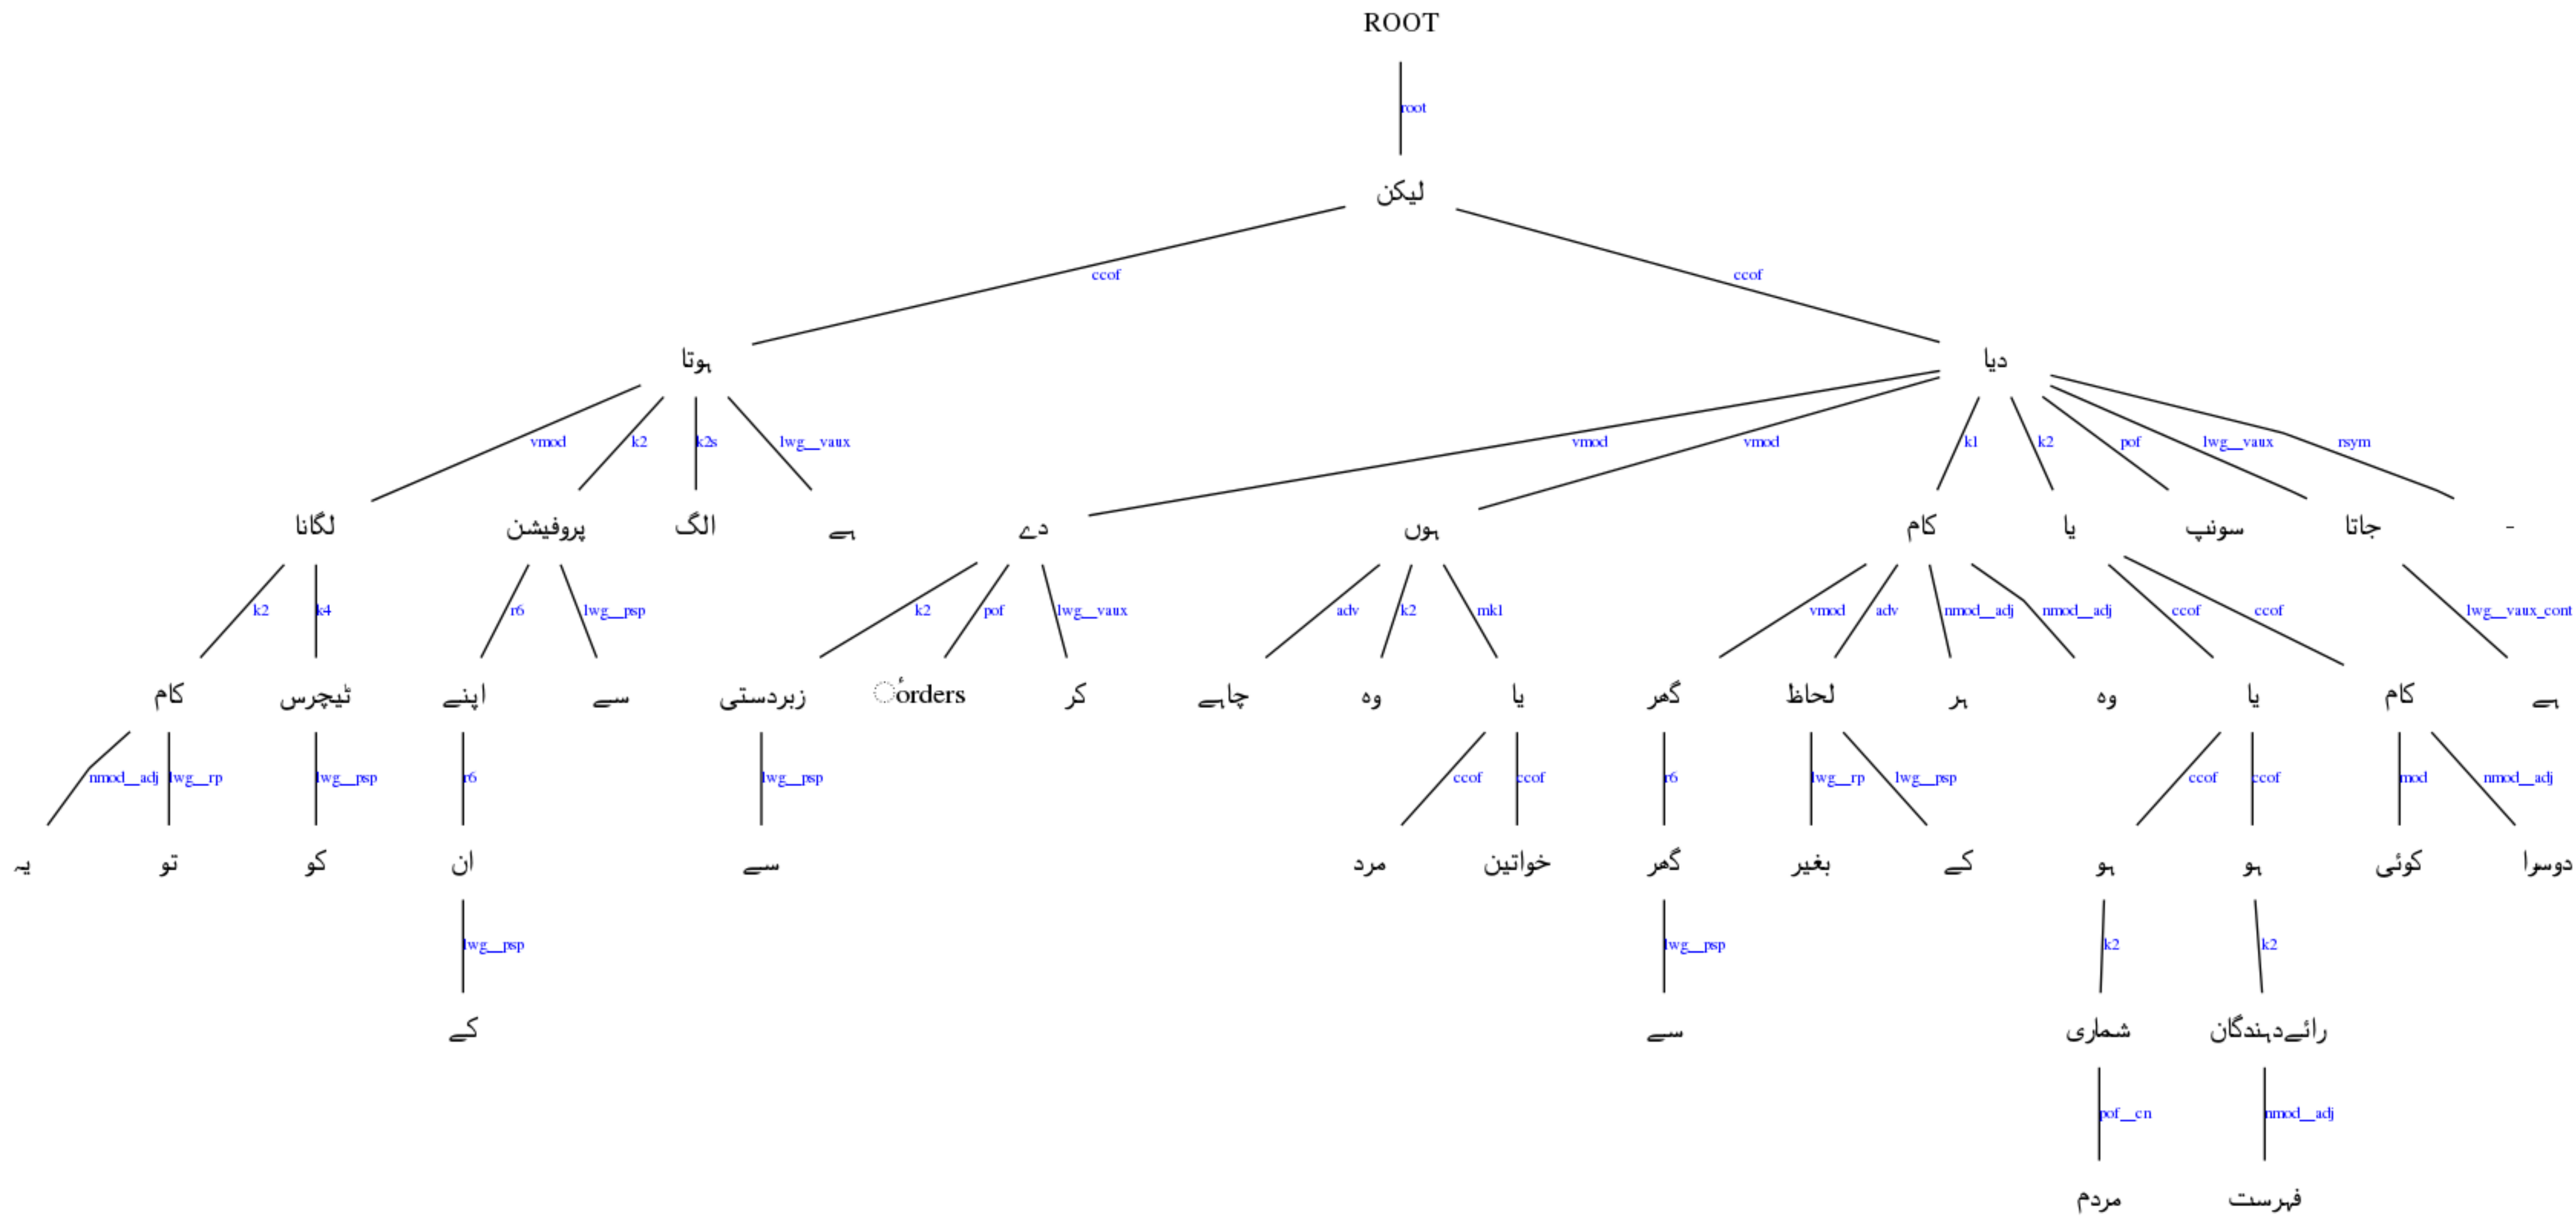 ROOT
root
لیکن
ccof ccof
ہوتا دیا
vmod k2 k2s lwg__vaux vmod vmod k1 k2 pof lwg__vaux rsym
لگانا پروفیشن الگ ہے دے ہوں کام یا سونپ جاتا -
k2 k4 r6 lwg__psp k2 pof lwg__vaux adv k2 mk1 vmod adv nmod__adj nmod__adj ccof ccof lwg__vaux_cont
کام ٹیچرس اپنے سے زبردستی ٔorders کر چاہے وہ یا گھر لحاظ ہر وہ یا کام ہے
nmod__adj lwg__rp lwg__psp r6 lwg__psp ccof ccof r6 lwg__rp lwg__psp ccof ccof mod nmod__adj
یہ تو کو ان سے مرد خواتین گھر بغیر کے ہو ہو کوئی دوسرا
lwg__psp lwg__psp k2 k2
کے سے شماری رائےدہندگان
pof__cn nmod__adj
مردم فہرست